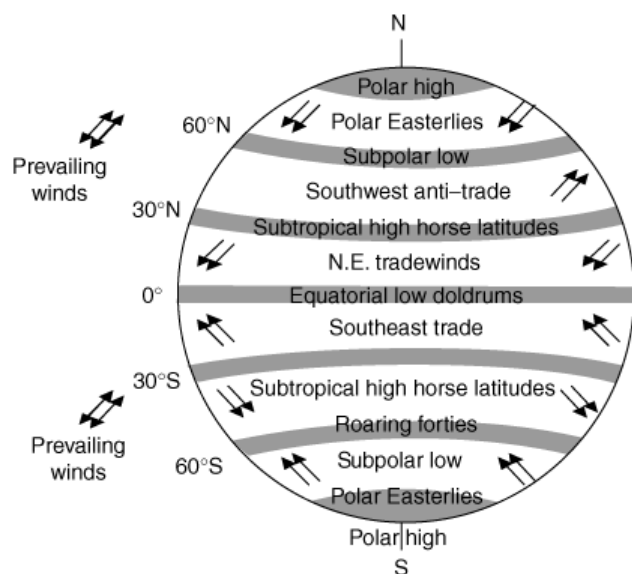 N
Polar high
60°N
Polar Easterlies
Prevailing
winds
Subpolar low
Southwest anti–trade
30°N
Subtropical high horse latitudes
N.E. tradewinds
0°
Equatorial low doldrums
Southeast trade
30°S
Subtropical high horse latitudes
Prevailing
winds
Roaring forties
60°S
Subpolar low
Polar Easterlies
Polar high
S